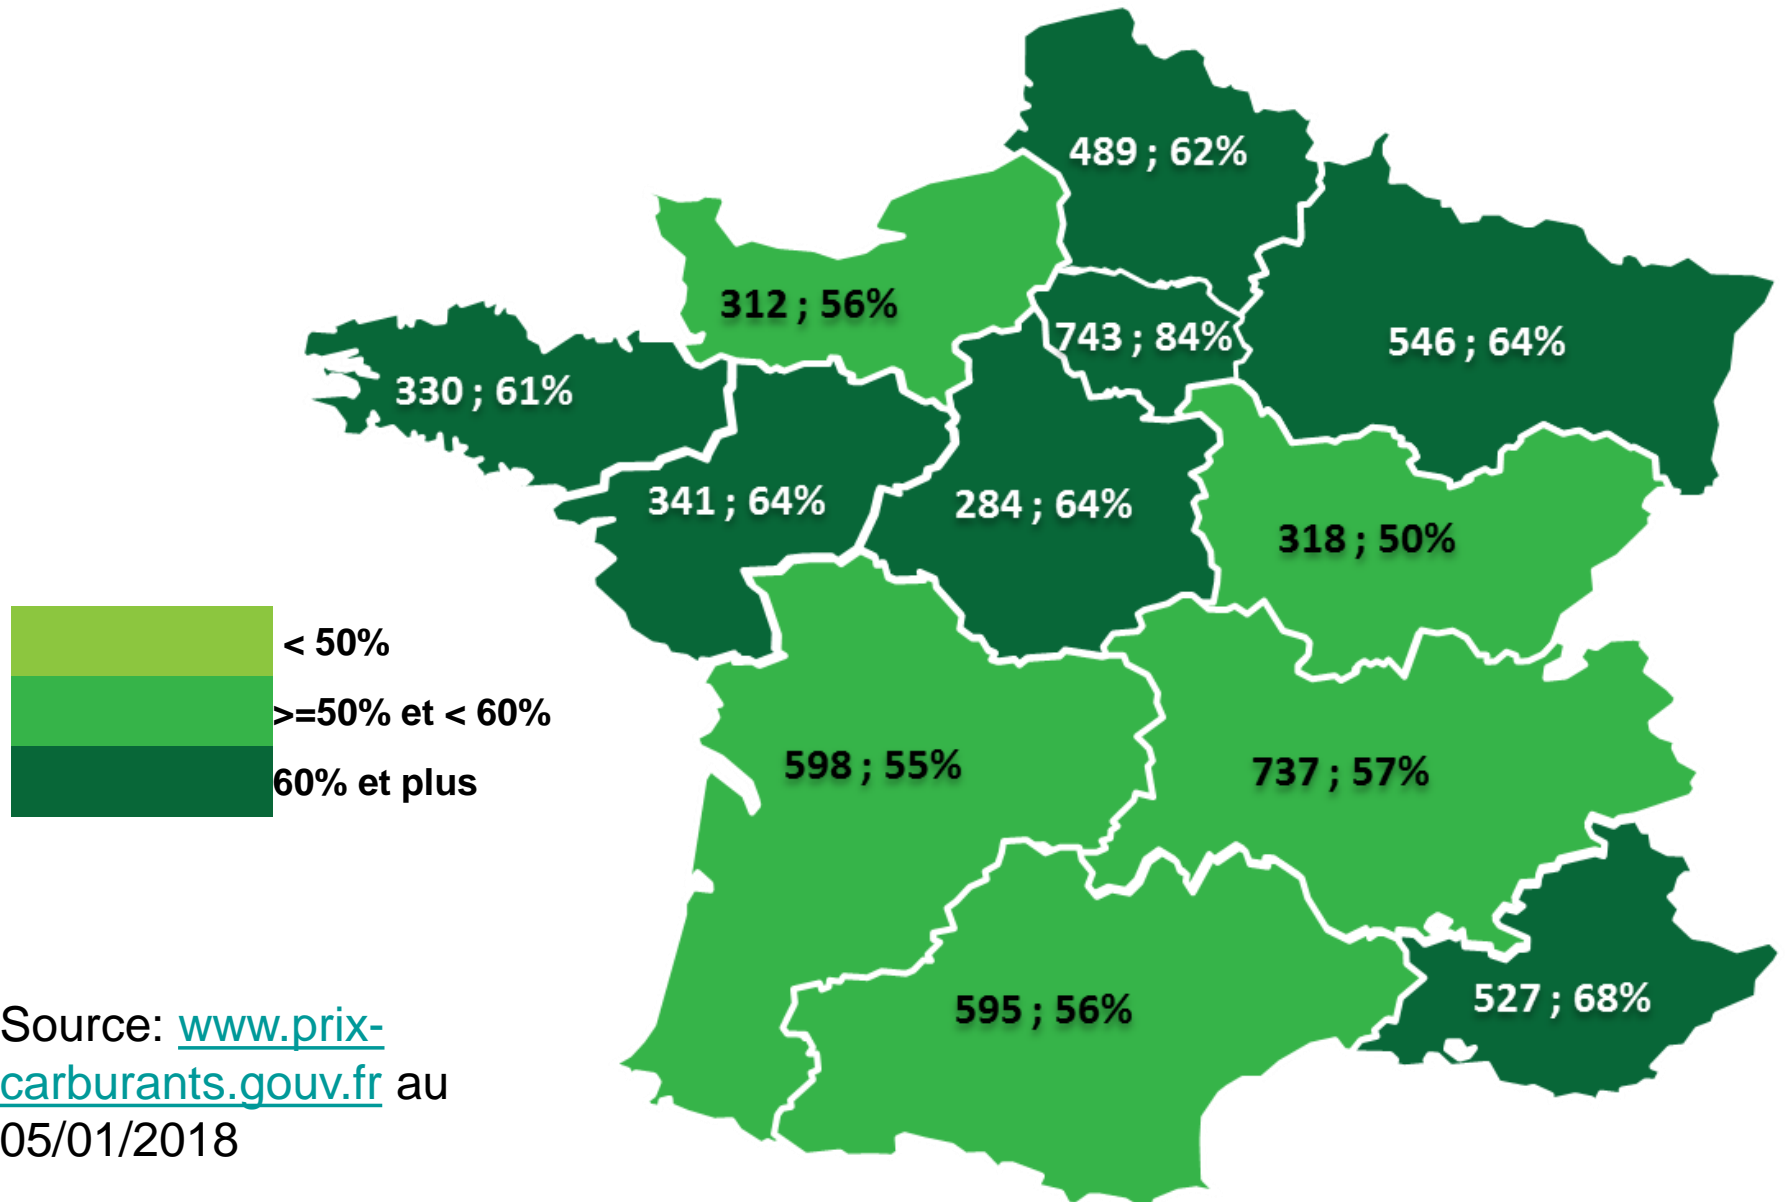 489 ; 62%
312 ; 56%
743 ; 84%
546 ; 64%
330 ; 61%
341 ; 64%
284 ; 64%
318 ; 50%
< 50%
>=50% et < 60%
60% et plus
598 ; 55%
737 ; 57%
595 ; 56%
527 ; 68%
Source: www.prix-
carburants.gouv.fr au
05/01/2018